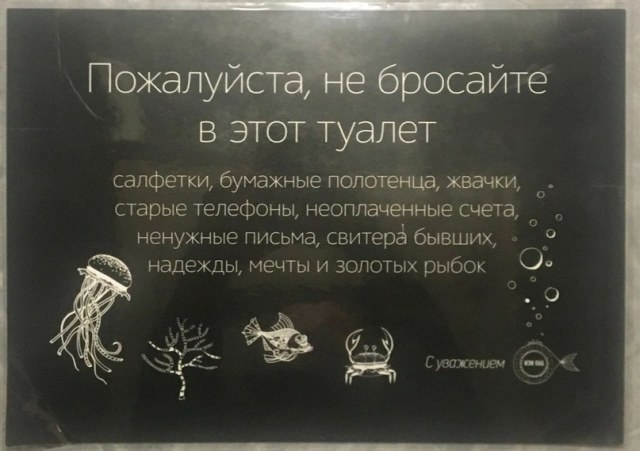 Пожалуйста, не бросайте
в этот туалет
салфетки, бумажные полотенца, жвачки,
старые телефоны, неоплаченные счета,
ненужные письма, свитера бывших,
надежды, мечты и золотых рыбок
С уважением